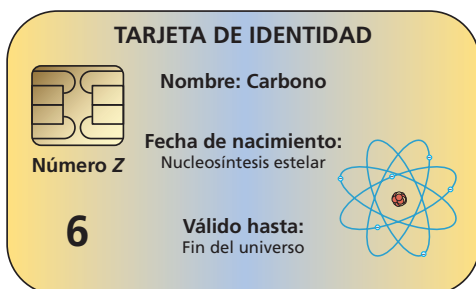 TARJETA DE IDENTIDAD
Nombre: Carbono
Fecha de nacimiento:
Nucleosíntesis estelar
Número Z
6
Válido hasta:
Fin del universo